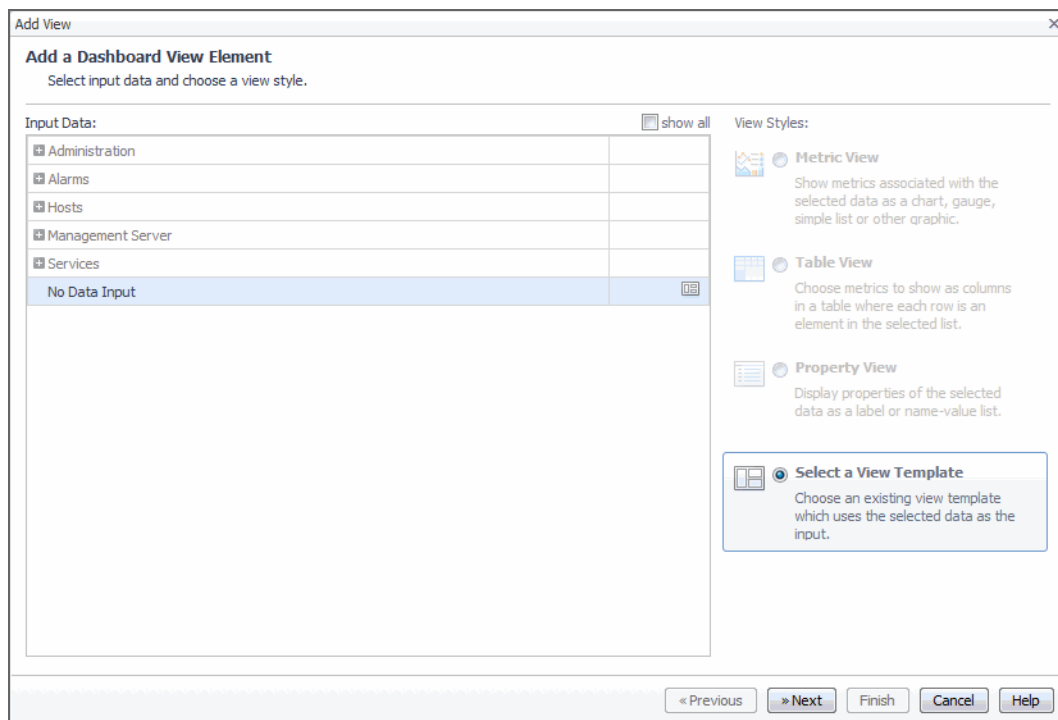 Add View
Add a Dashboard View Element
Select input data and choose a view style.
Input Data:
show all
Administration
Alarms
Hosts
Management Server
Services
No Data Input
View Styles:
Metric View
Show metrics associated with the
selected data as a chart, gauge,
simple list or other graphic.
Table View
Choose metrics to show as columns
in a table where each row is an
element in the selected list.
Property View
Display properties of the selected
data as a label or name-value list.
Select a View Template
Choose an existing view template
which uses the selected data as the
input.
« Previous
» Next
Finish
Cancel
Help